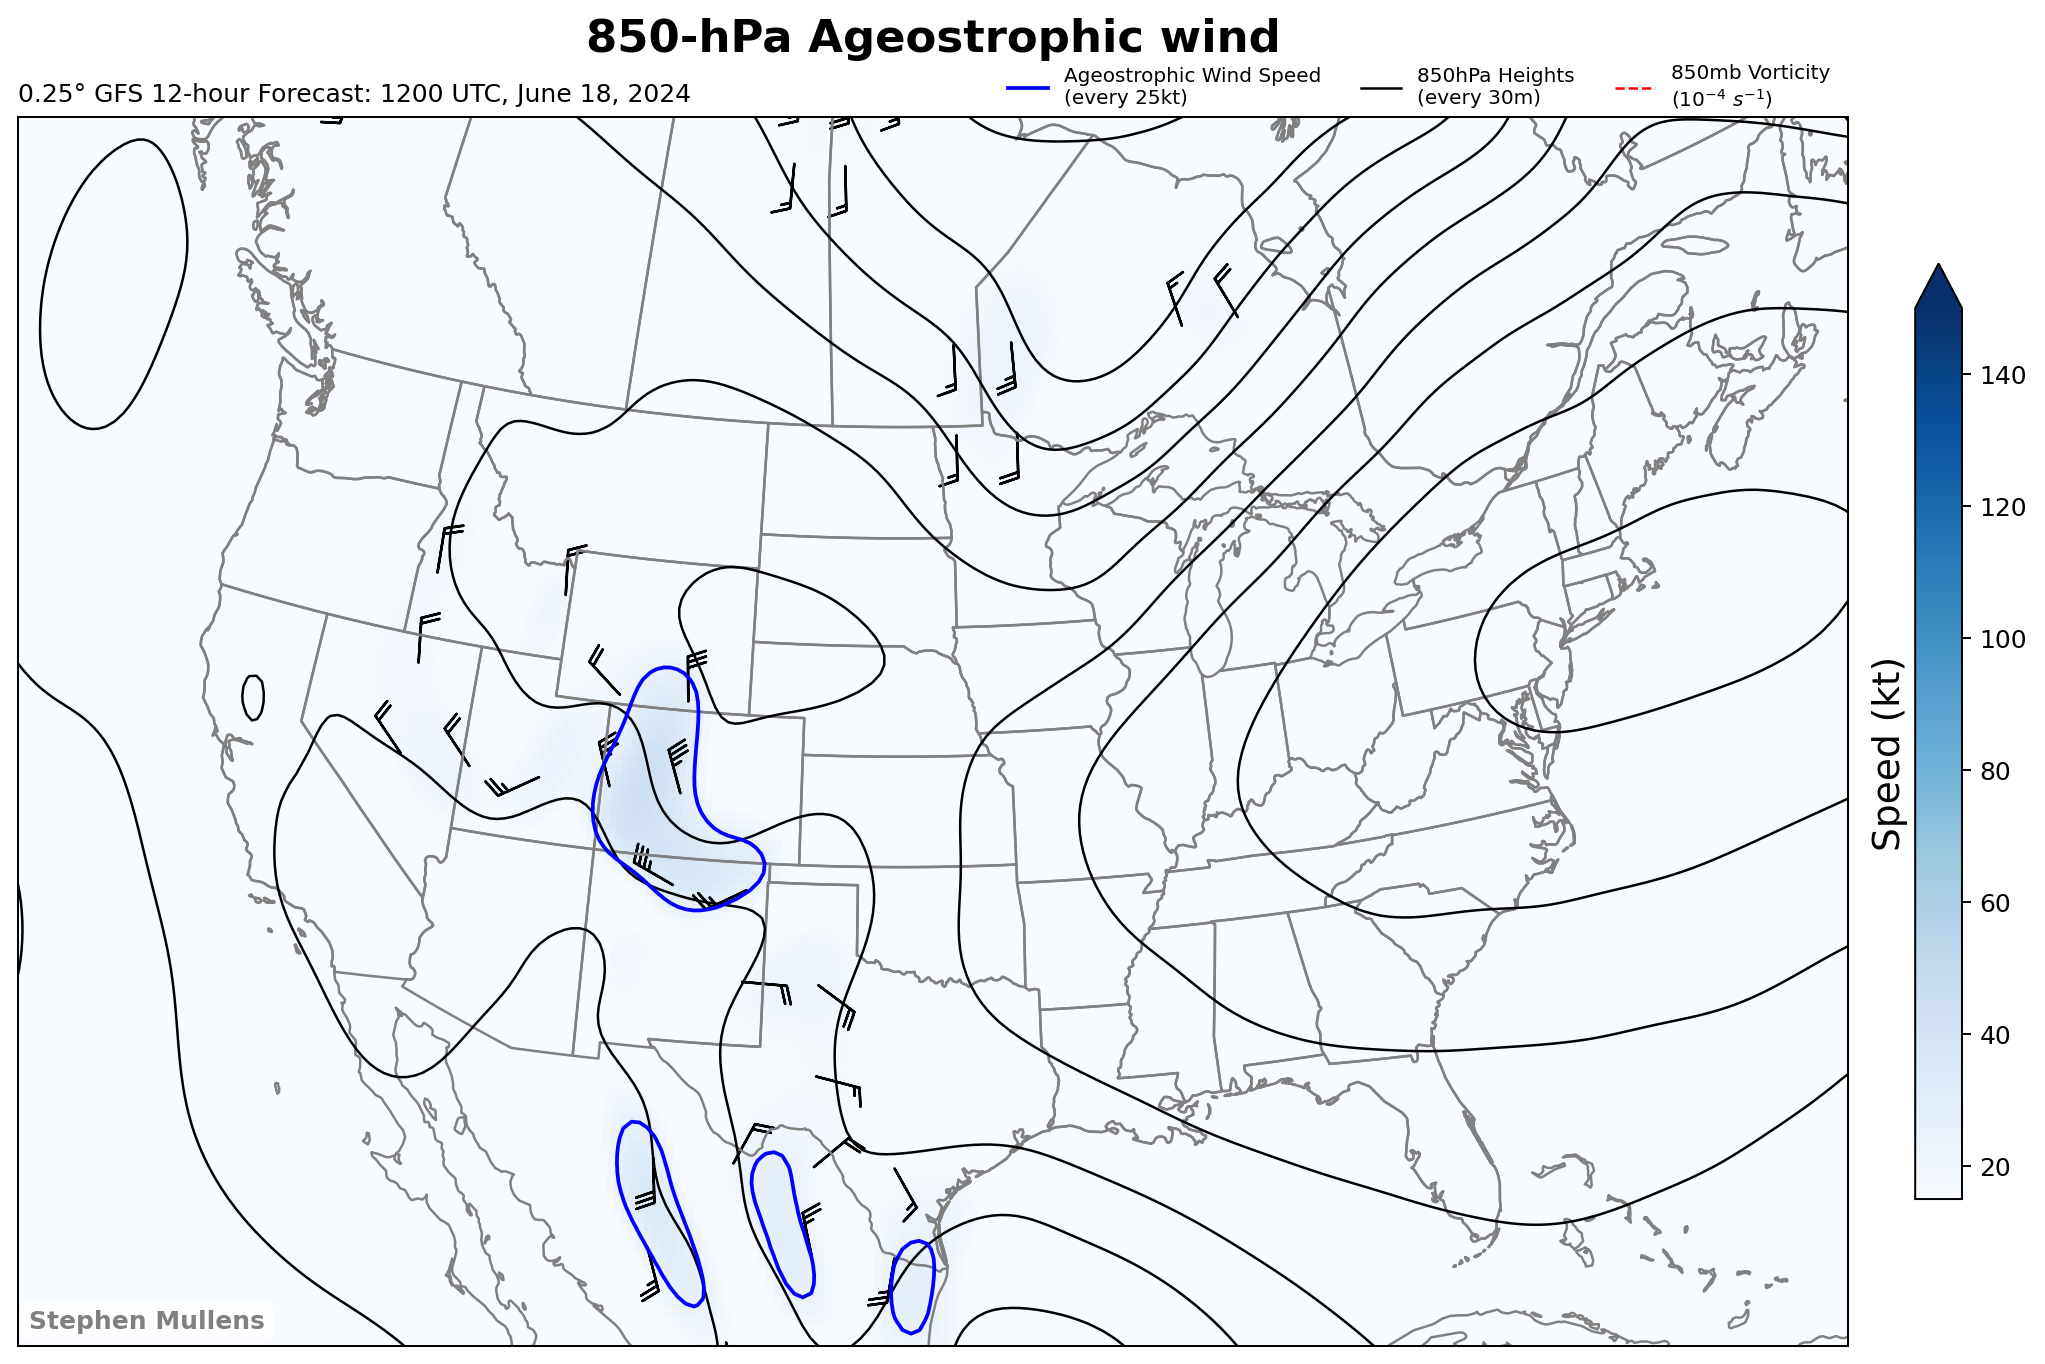 850-hPa Ageostrophic wind
0.25° GFS 12-hour Forecast: 1200 UTC, June 18, 2024
Ageostrophic Wind Speed
(every 25kt)
850hPa Heights
(every 30m)
850mb Vorticity
(10⁻⁴ s⁻¹)
140
120
100
80
60
40
20
Speed (kt)
Stephen Mullens